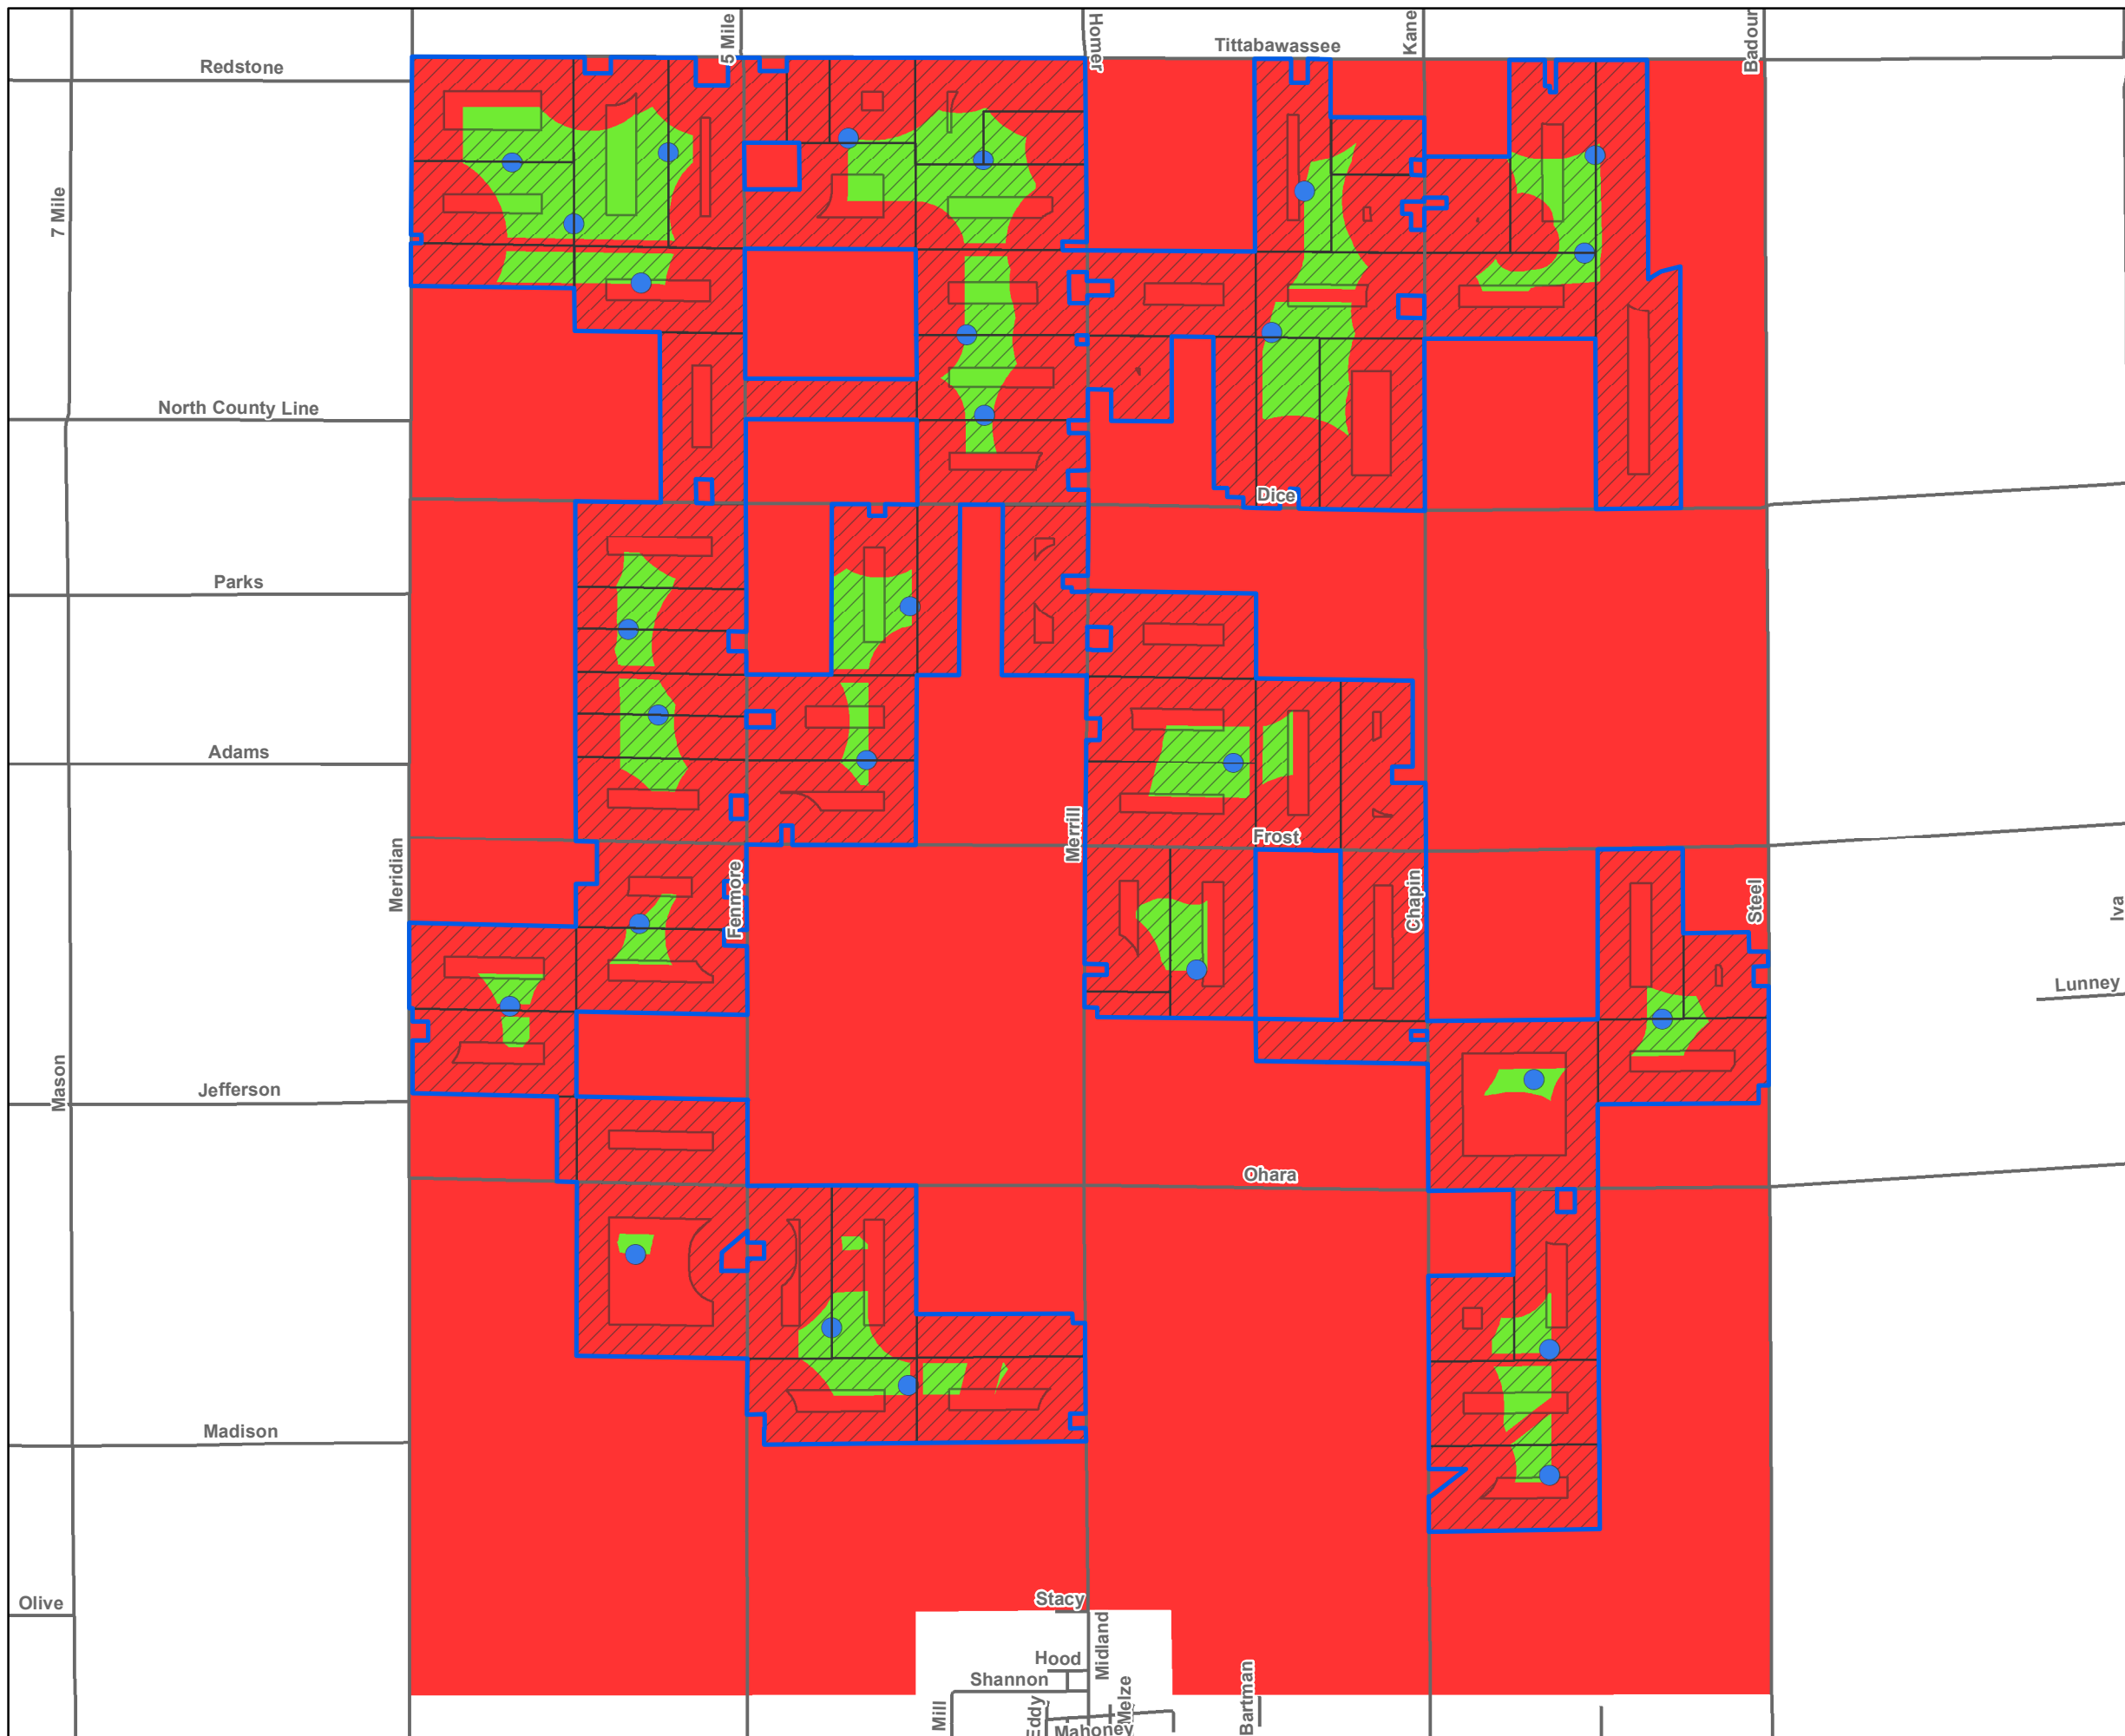 5 Mile
Homer
Tittabawassee
Kane
Badour
Redstone
7 Mile
North County Line
Dice
Parks
Adams
Merrill
Frost
Meridian
Fenmore
Chapin
Steel
Iva
Lunney
Mason
Jefferson
Ohara
Madison
Olive
Stacy
Midland
Hood
Shannon
Mill
Eddy
Melze
Mahoney
Bartman